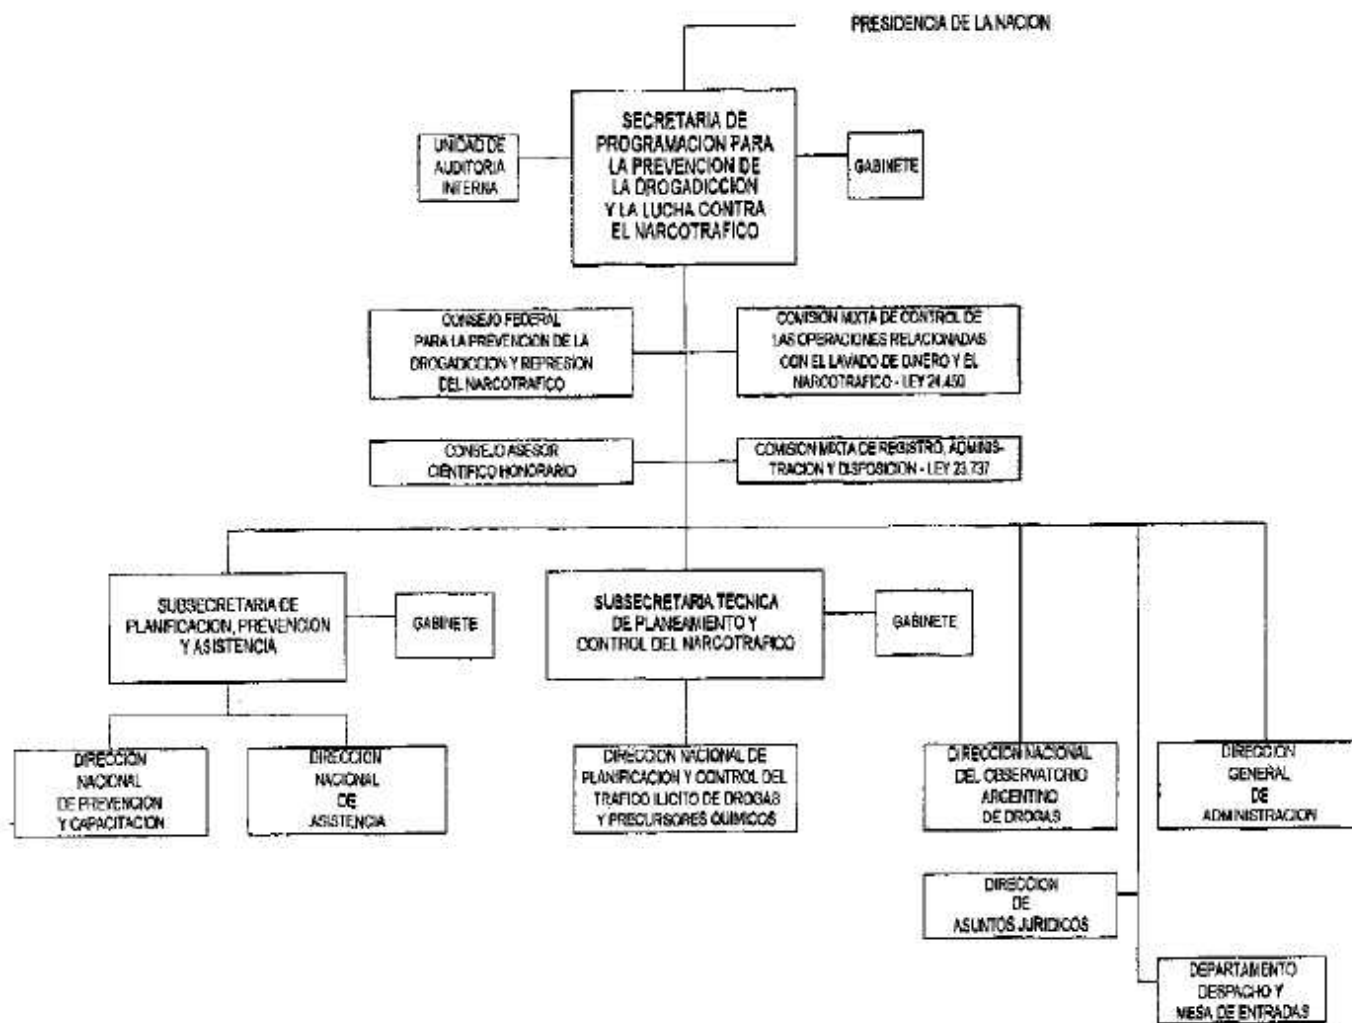 PRESIDENCIA DE LA NACION
SECRETARIA DE
PROGRAMACION PARA
LA PREVENCION DE
LA DROGADICCION
Y LA LUCHA CONTRA
EL NARCOTRAFICO
UNIDAD DE
AUDITORIA
INTERNA
GABINETE
CONSEJO FEDERAL
PARA LA PREVENCION DE LA
DROGADICCION Y REPRESION
DEL NARCOTRAFICO
COMISION MIXTA DE CONTROL DE
LAS OPERACIONES RELACIONADAS
CON EL LAVADO DE DINERO Y EL
NARCOTRAFICO - LEY 24.450
CONSEJO ASESOR
CIENTIFICO HONORARIO
COMISION MIXTA DE REGISTRO, ADMINIS-
TRACION Y DISPOSICION - LEY 23.737
SUBSECRETARIA DE
PLANIFICACION, PREVENCION
Y ASISTENCIA
GABINETE
SUBSECRETARIA TECNICA
DE PLANEAMIENTO Y
CONTROL DEL NARCOTRAFICO
GABINETE
DIRECCION
NACIONAL
DE PREVENCION
Y CAPACITACION
DIRECCION
NACIONAL
DE
ASISTENCIA
DIRECCION NACIONAL DE
PLANIFICACION Y CONTROL DEL
TRAFICO ILICITO DE DROGAS
Y PRECURSORES QUIMICOS
DIRECCION NACIONAL
DEL OBSERVATORIO
ARGENTINO
DE DROGAS
DIRECCION
GENERAL
DE
ADMINISTRACION
DIRECCION
DE
ASUNTOS JURIDICOS
DEPARTAMENTO
DESPACHO Y
MESA DE ENTRADAS